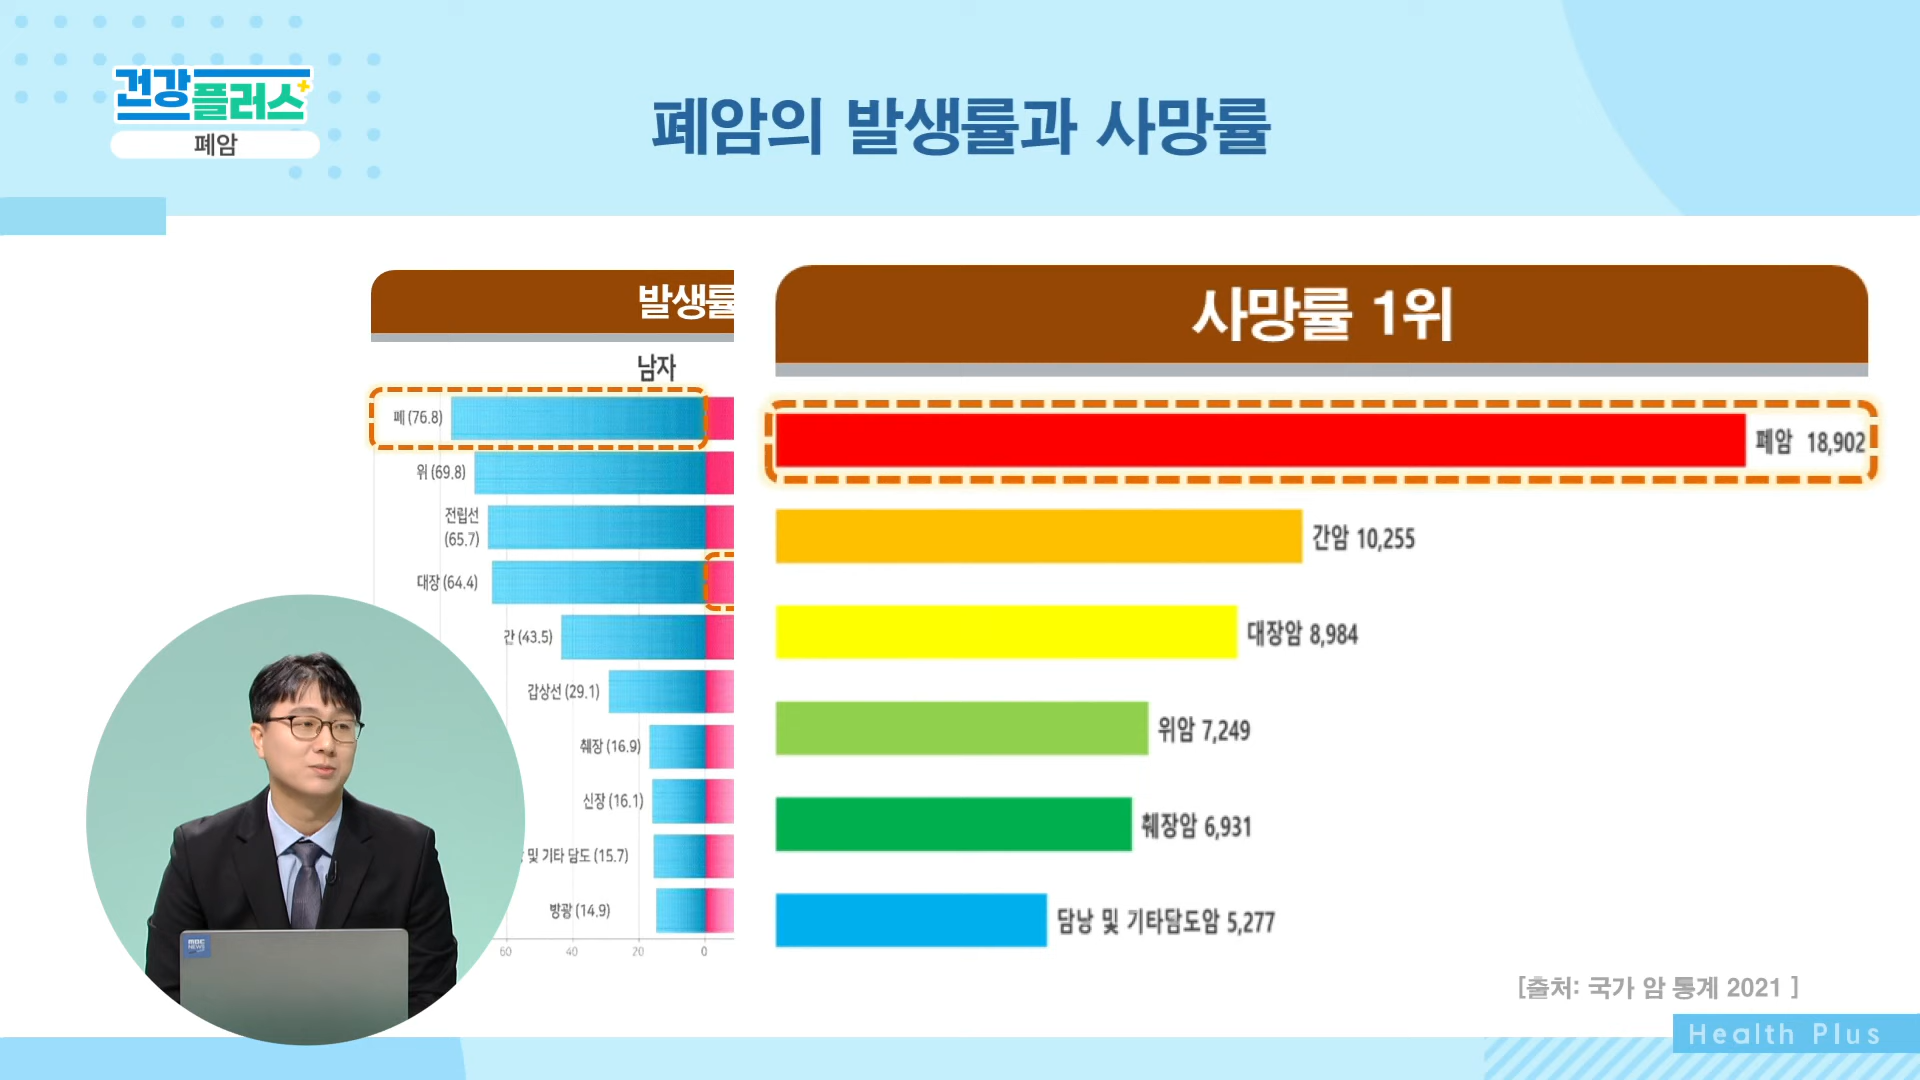 건강플러스
폐암
폐암의 발생률과 사망률
발생률
남자
폐 (76.8)
위 (69.8)
전립선
(65.7)
대장 (64.4)
간 (43.5)
갑상선 (29.1)
췌장 (16.9)
신장 (16.1)
및 기타 담도 (15.7)
방광 (14.9)
60 40 20 0
사망률 1위
폐암 18,902
간암 10,255
대장암 8,984
위암 7,249
췌장암 6,931
담낭 및 기타담도암 5,277
MBC
NEWS
[출처: 국가 암 통계 2021 ]
Health Plus